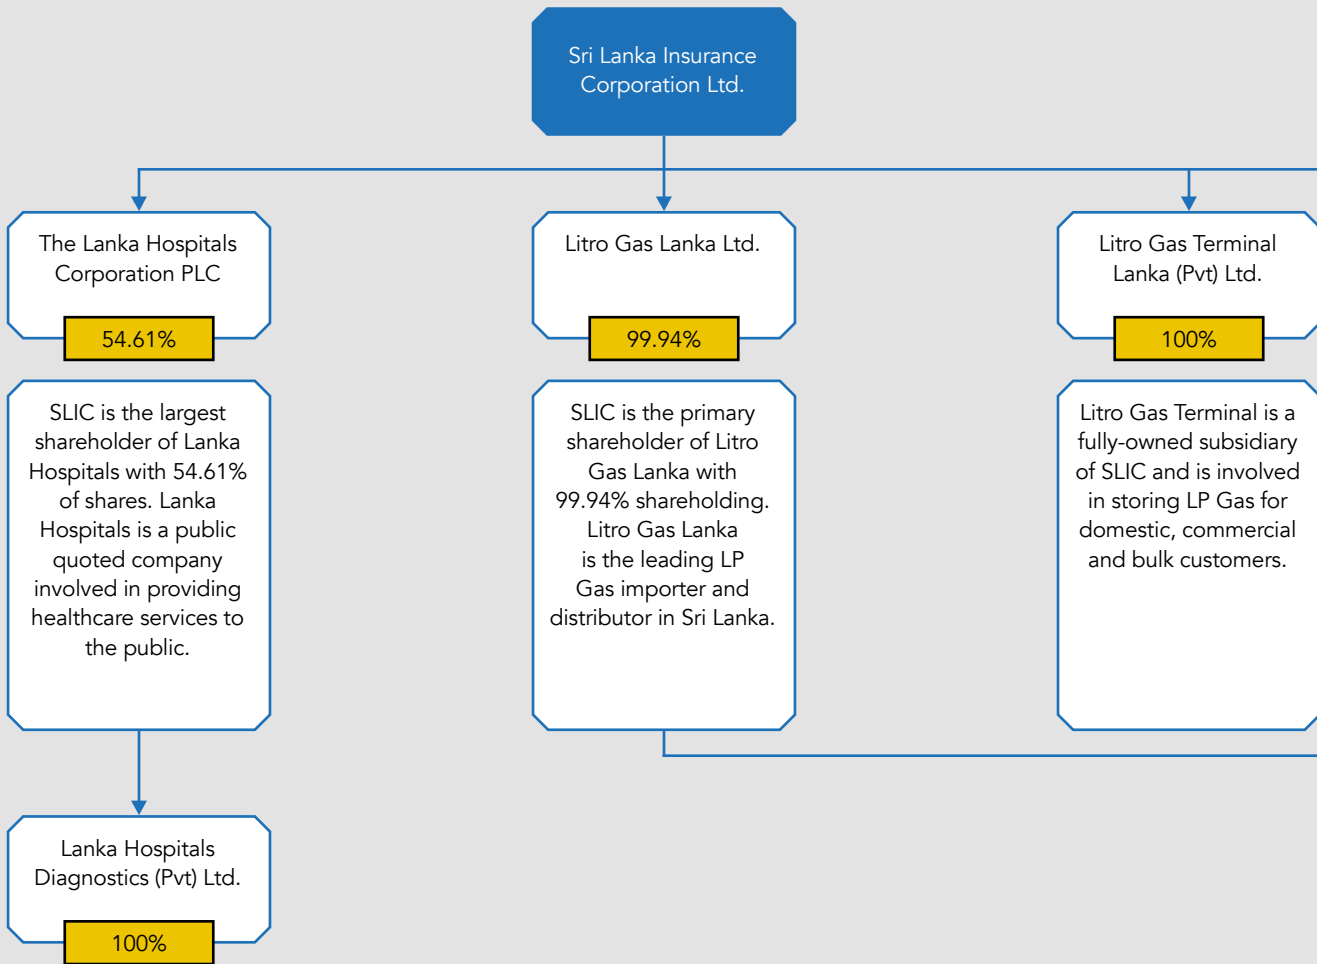 Sri Lanka Insurance
Corporation Ltd.
The Lanka Hospitals
Corporation PLC
54.61%
SLIC is the largest
shareholder of Lanka
Hospitals with 54.61%
of shares. Lanka
Hospitals is a public
quoted company
involved in providing
healthcare services to
the public.
Lanka Hospitals
Diagnostics (Pvt) Ltd.
100%
Litro Gas Lanka Ltd.
99.94%
SLIC is the primary
shareholder of Litro
Gas Lanka with
99.94% shareholding.
Litro Gas Lanka
is the leading LP
Gas importer and
distributor in Sri Lanka.
Litro Gas Terminal
Lanka (Pvt) Ltd.
100%
Litro Gas Terminal is a
fully-owned subsidiary
of SLIC and is involved
in storing LP Gas for
domestic, commercial
and bulk customers.